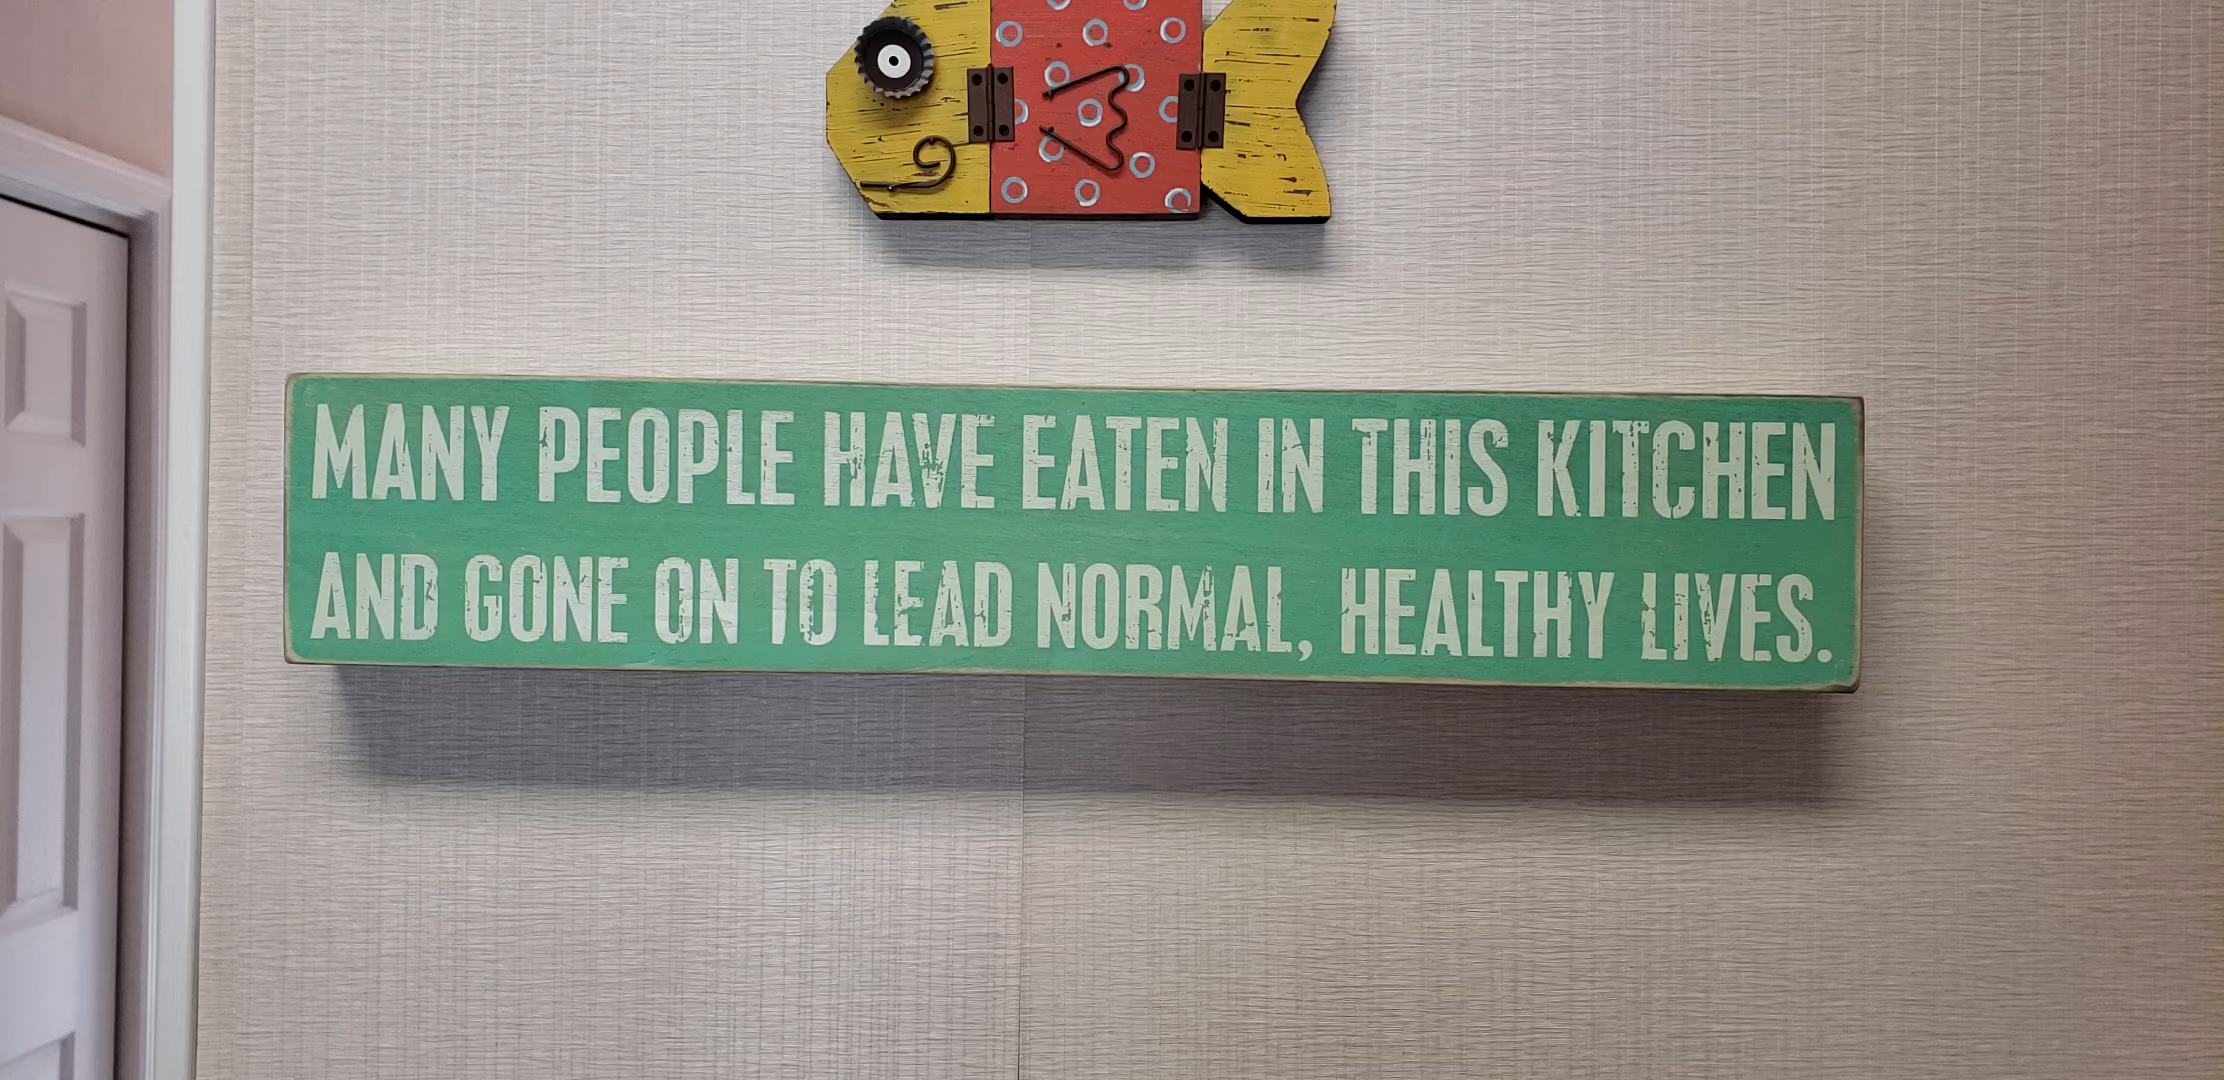 MANY PEOPLE HAVE EATEN IN THIS KITCHEN
AND GONE ON TO LEAD NORMAL, HEALTHY LIVES.